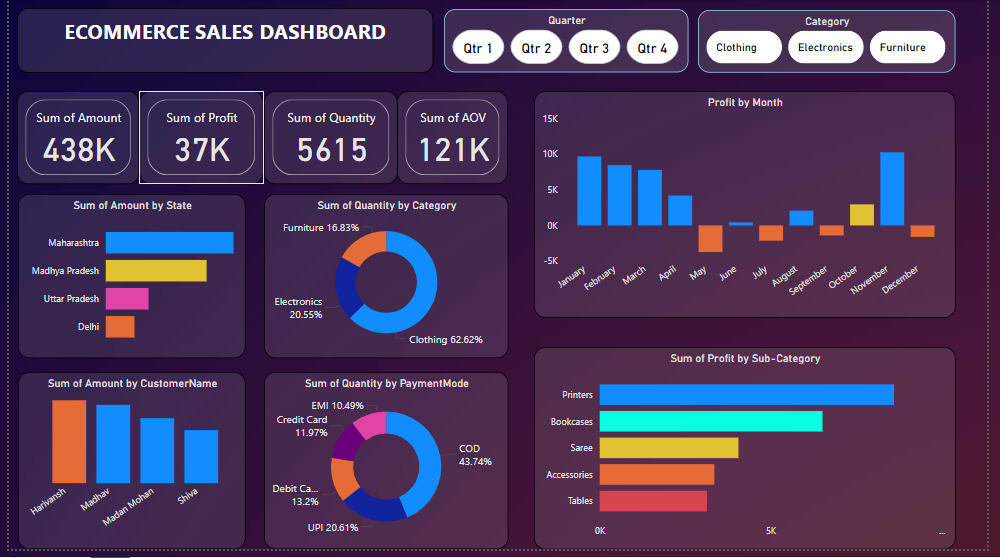 ECOMMERCE SALES DASHBOARD
Quarter
Qtr 1
Qtr 2
Qtr 3
Qtr 4
Category
Clothing
Electronics
Furniture
Sum of Amount
438K
Sum of Profit
37K
Sum of Quantity
5615
Sum of AOV
121K
Profit by Month
15K
10K
5K
0K
-5K
January
February
March
April
May
June
July
August
September
October
November
December
Sum of Amount by State
Maharashtra
Madhya Pradesh
Uttar Pradesh
Delhi
Sum of Quantity by Category
Furniture 16.83%
Electronics
20.55%
Clothing 62.62%
Sum of Amount by CustomerName
Harivansh
Madhav
Madan Mohan
Shiva
Sum of Quantity by PaymentMode
EMI 10.49%
Credit Card
11.97%
COD
43.74%
Debit Ca...
13.2%
UPI 20.61%
Sum of Profit by Sub-Category
Printers
Bookcases
Saree
Accessories
Tables
0K
5K
...